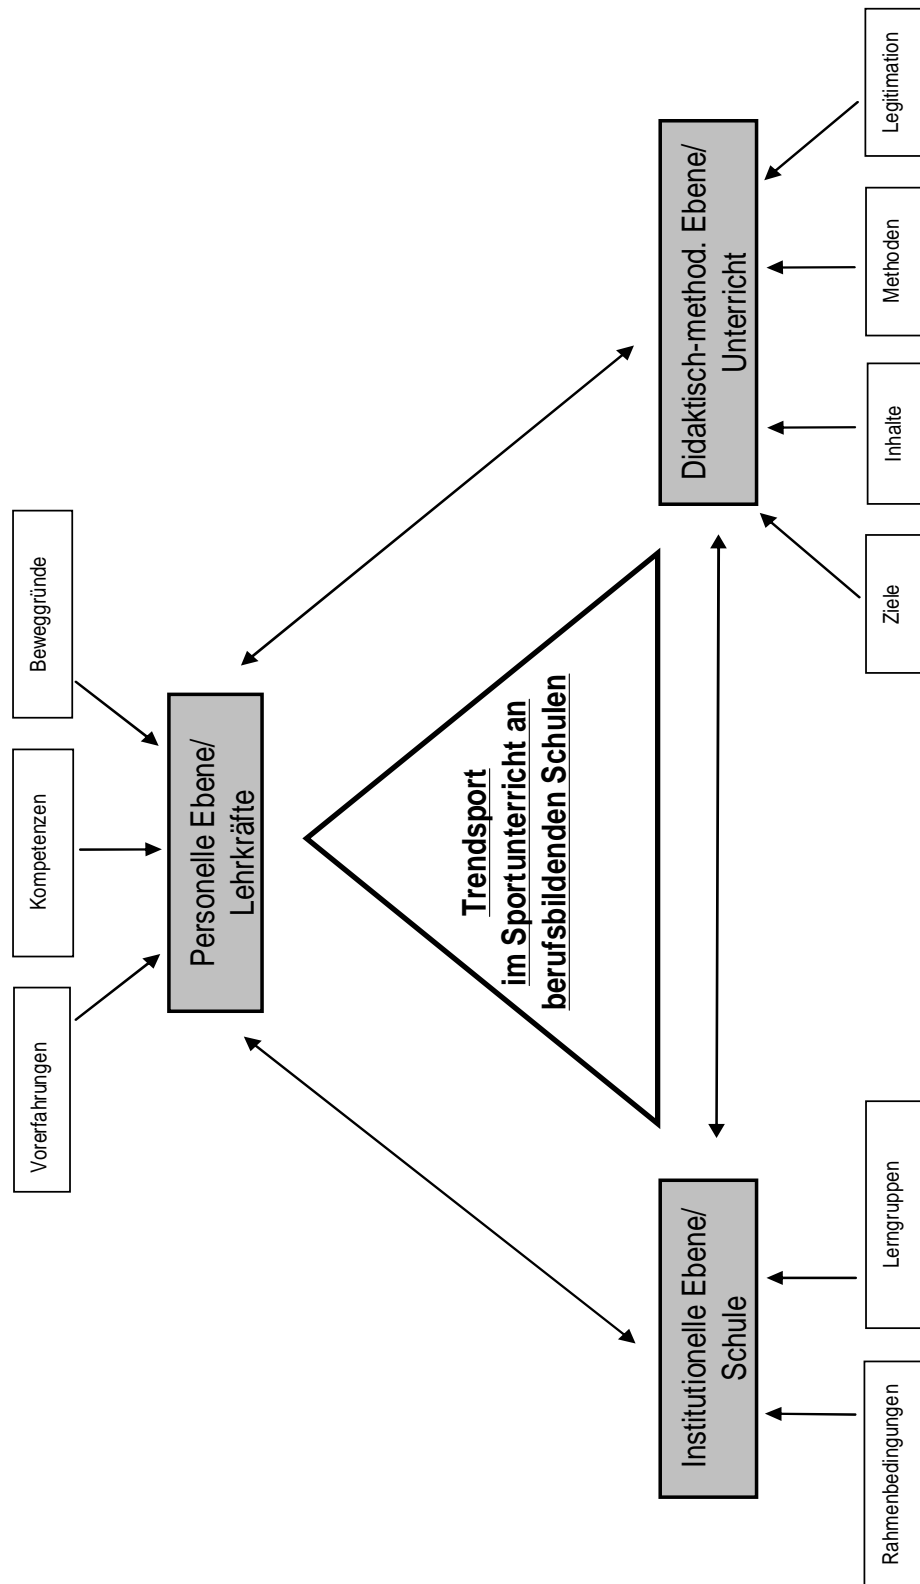 Vorerfahrungen
Kompetenzen
Beweggründe
Personelle Ebene/
Lehrkräfte
Trendsport
im Sportunterricht an
berufsbildenden Schulen
Institutionelle Ebene/
Schule
Didaktisch-method. Ebene/
Unterricht
Rahmenbedingungen
Lerngruppen
Ziele
Inhalte
Methoden
Legitimation